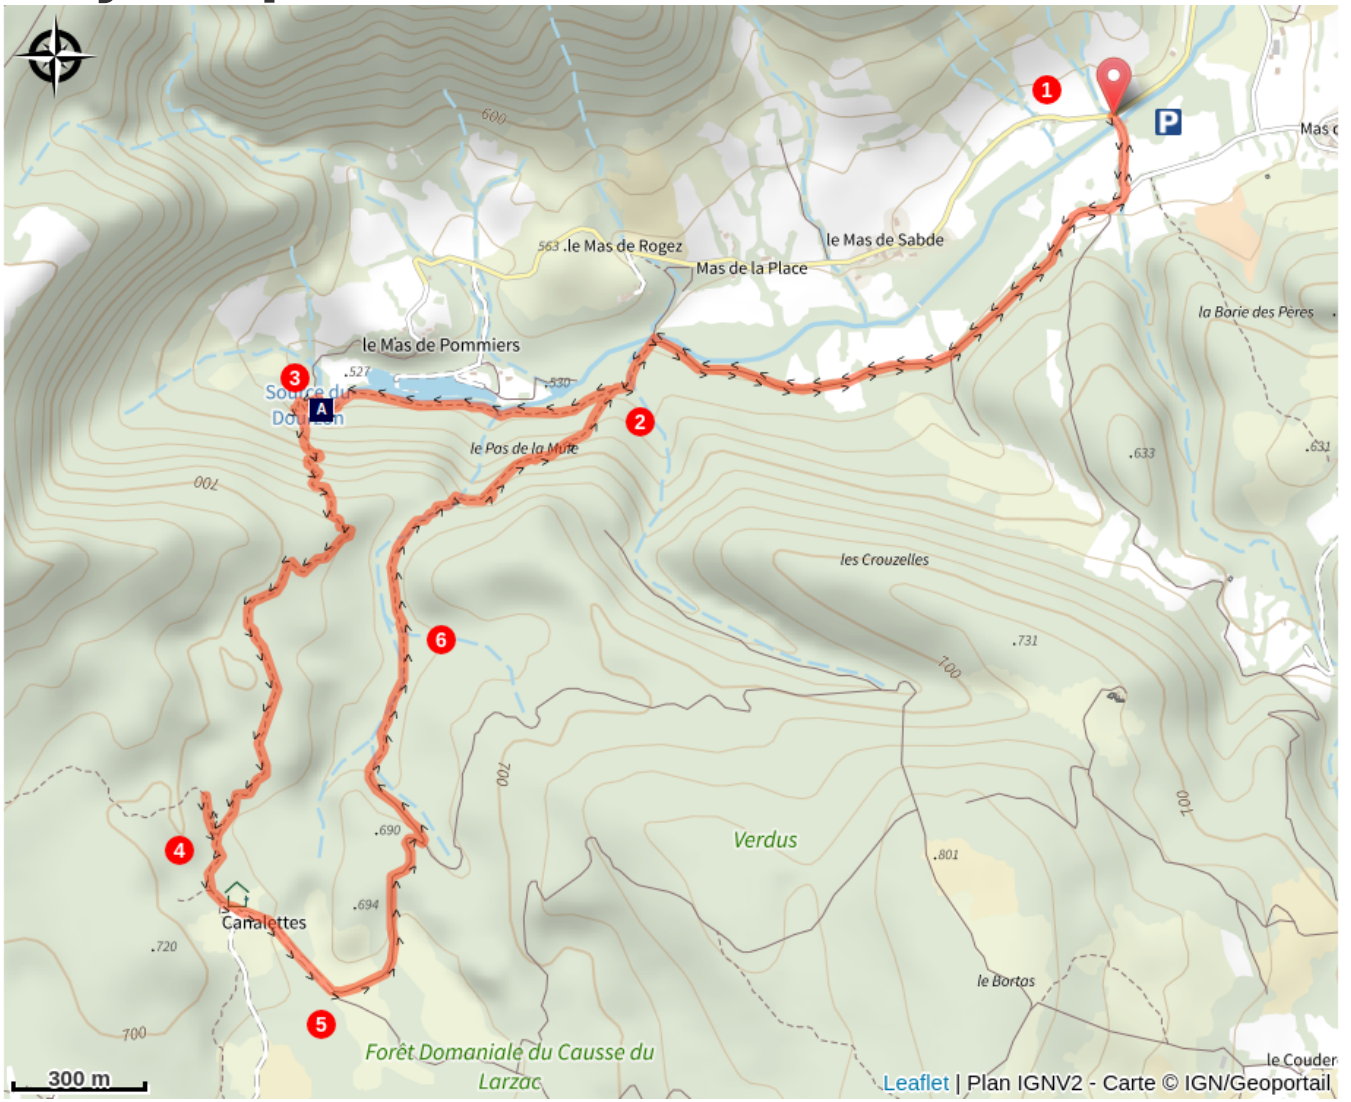 1
P
600
Mas
563
le Mas de Rogez
le Mas de Sabde
Mas de la Place
la Borie des Pères
le Mas de Pommiers
527
530
3
Source du
Dourzon
A
2
le Pas de la Mule
633
631
700
les Crouzelles
6
731
700
700
700
690
Verdus
801
4
694
Canalettes
720
le Bortas
700
5
Forêt Domaniale du Causse du
Larzac
le Couder
300 m
Leaflet | Plan IGNV2 - Carte © IGN/Geoportail